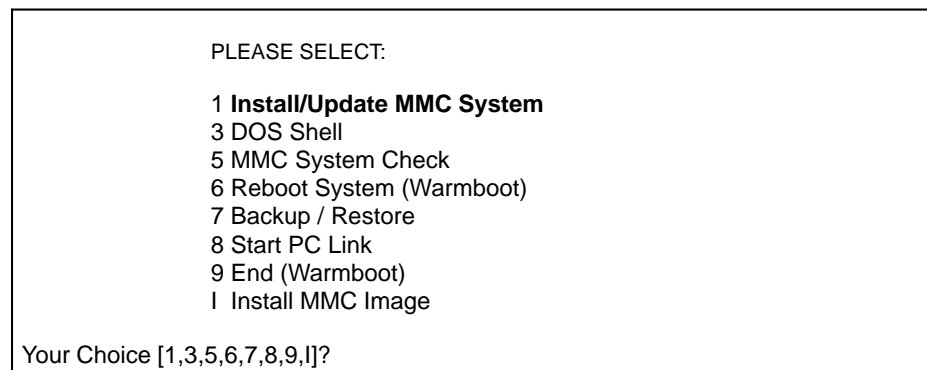 PLEASE SELECT:
1 Install/Update MMC System
3 DOS Shell
5 MMC System Check
6 Reboot System (Warmboot)
7 Backup / Restore
8 Start PC Link
9 End (Warmboot)
I Install MMC Image
Your Choice [1,3,5,6,7,8,9,I]?